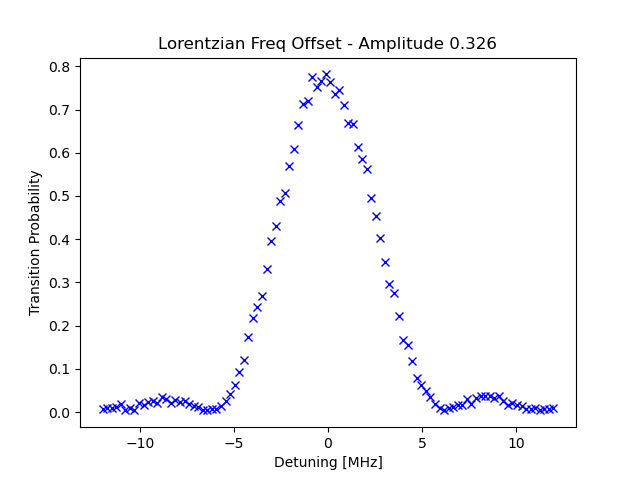 Lorentzian Freq Offset - Amplitude 0.326
Transition Probability
0.8
0.7
0.6
0.5
0.4
0.3
0.2
0.1
0.0
−10 −5 0 5 10
Detuning [MHz]